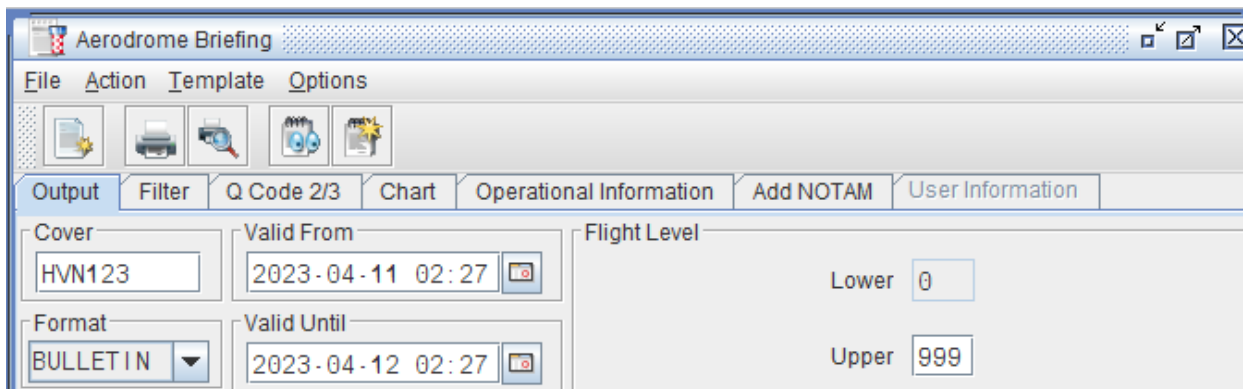 Aerodrome Briefing
File Action Template Options
Output Filter Q Code 2/3 Chart Operational Information Add NOTAM User Information
Cover Valid From Flight Level
HVN123 2023-04-11 02:27 Lower 0
Format Valid Until
BULLETIN 2023-04-12 02:27 Upper 999